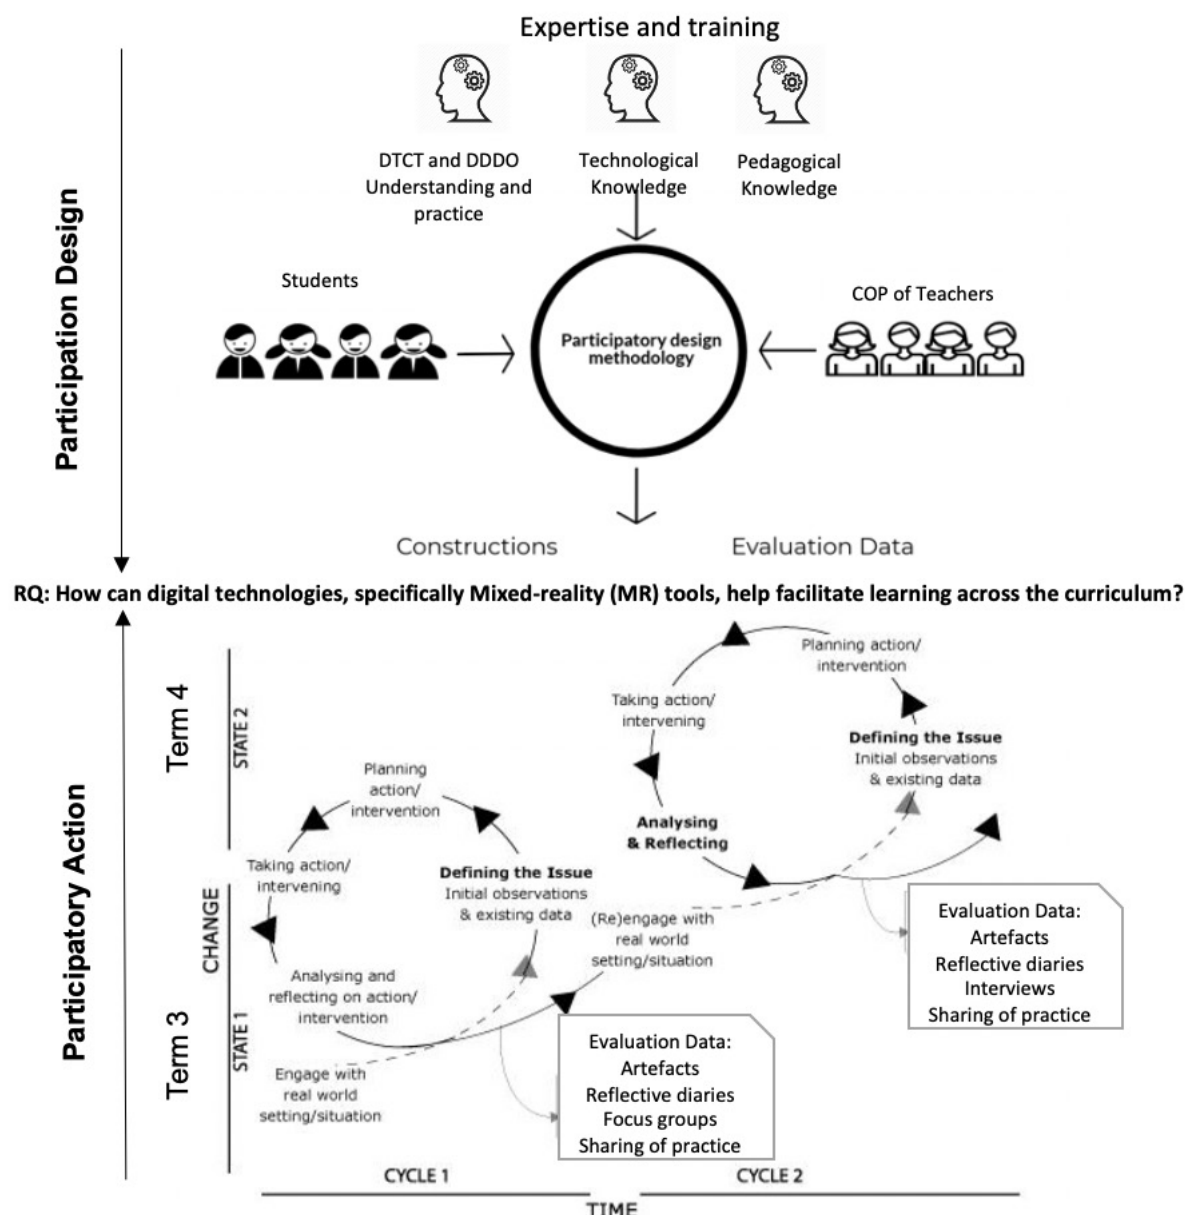 Expertise and training
DTCT and DDDO
Understanding and
practice
Technological
Knowledge
Pedagogical
Knowledge
Participation Design
Students
COP of Teachers
Participatory design
methodology
Constructions
Evaluation Data
RQ: How can digital technologies, specifically Mixed-reality (MR) tools, help facilitate learning across the curriculum?
Participatory Action
Term 4
STATE 2
Term 3
STATE 1
CHANGE
Planning
action/
intervention
Taking action/
intervening
Defining the Issue
Initial observations
& existing data
Analysing and
reflecting on action/
intervention
Engage with
real world
setting/situation
Evaluation Data:
Artefacts
Reflective diaries
Focus groups
Sharing of practice
Planning action/
intervention
Taking action/
intervening
Defining the Issue
Initial observations
& existing data
Analysing
& Reflecting
(Re)engage with
real world
setting/situation
Evaluation Data:
Artefacts
Reflective diaries
Interviews
Sharing of practice
CYCLE 1
CYCLE 2
TIME